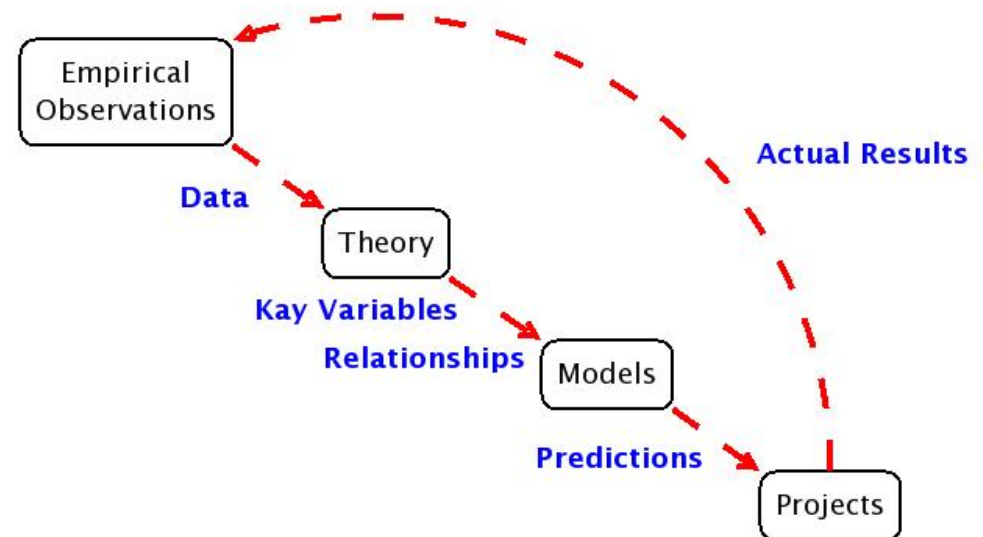 Empirical
Observations
Actual Results
Data
Theory
Kay Variables
Relationships
Models
Predictions
Projects